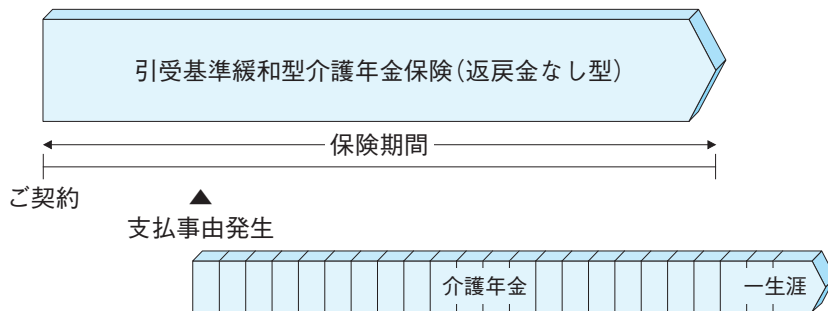 引受基準緩和型介護年金保険(返戻金なし型)
保険期間
ご契約
支払事由発生
介護年金
一生涯